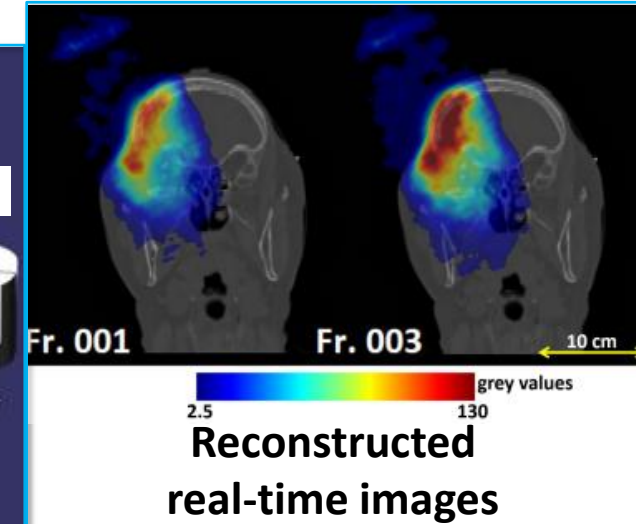 Fr. 001
Fr. 003
10 cm
grey values
2.5
130
Reconstructed
real-time images